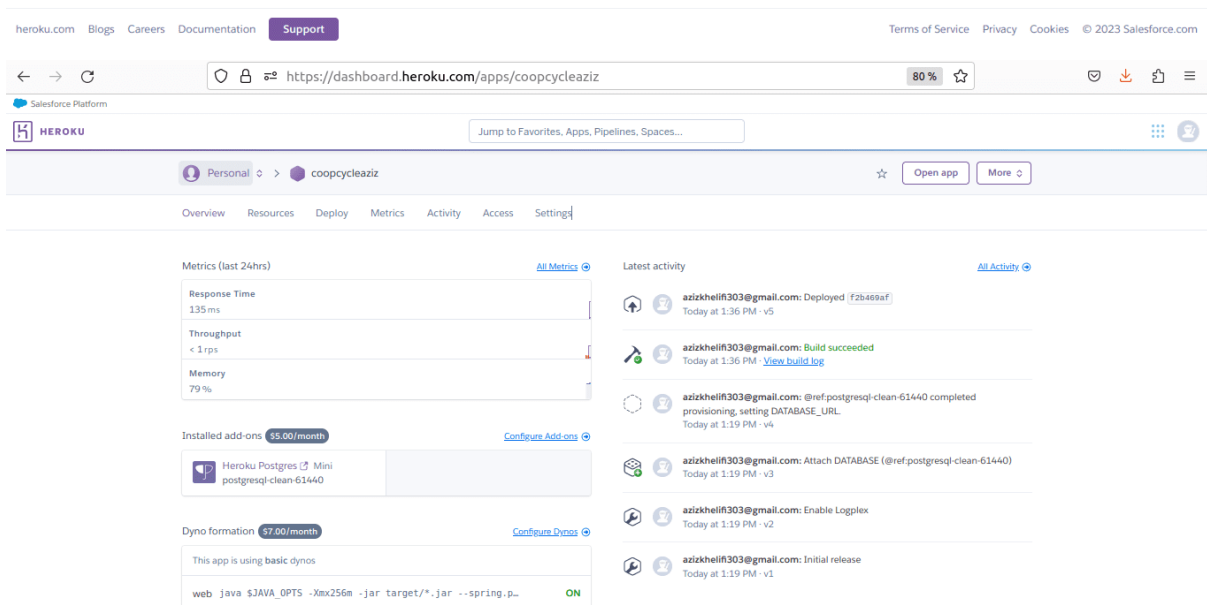 heroku.com Blogs Careers Documentation Support Terms of Service Privacy Cookies © 2023 Salesforce.com
https://dashboard.heroku.com/apps/coopcycleaziz 80 %
Salesforce Platform
HEROKU Jump to Favorites, Apps, Pipelines, Spaces...
Personal > coopcycleaziz Open app More
Overview Resources Deploy Metrics Activity Access Settings
Metrics (last 24hrs) All Metrics
Response Time
135 ms
Throughput
< 1 rps
Memory
79 %
Installed add-ons $5.00/month Configure Add-ons
Heroku Postgres Mini
postgresql-clean-61440
Dyno formation $7.00/month Configure Dynos
This app is using basic dynos
web java $JAVA_OPTS -Xmx256m -jar target/*.jar --spring.p… ON
Latest activity All Activity
azizkhelifi303@gmail.com: Deployed f2b469af
Today at 1:36 PM · v5
azizkhelifi303@gmail.com: Build succeeded
Today at 1:36 PM · View build log
azizkhelifi303@gmail.com: @ref:postgresql-clean-61440 completed
provisioning, setting DATABASE_URL.
Today at 1:19 PM · v4
azizkhelifi303@gmail.com: Attach DATABASE (@ref:postgresql-clean-61440)
Today at 1:19 PM · v3
azizkhelifi303@gmail.com: Enable Logplex
Today at 1:19 PM · v2
azizkhelifi303@gmail.com: Initial release
Today at 1:19 PM · v1